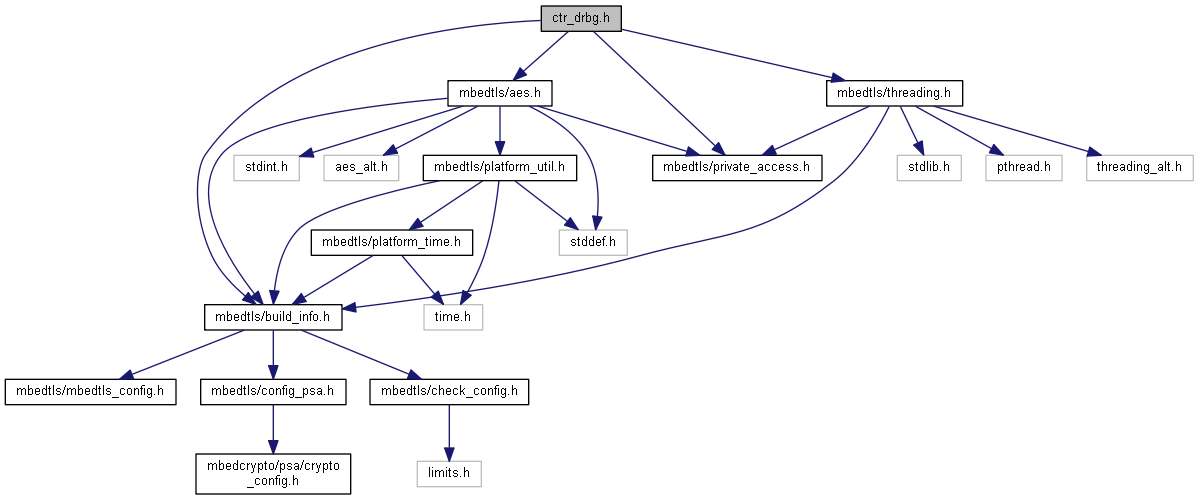 ctr_drbg.h
mbedtls/aes.h
mbedtls/threading.h
stdint.h
aes_alt.h
mbedtls/platform_util.h
mbedtls/private_access.h
stdlib.h
pthread.h
threading_alt.h
mbedtls/platform_time.h
stddef.h
mbedtls/build_info.h
time.h
mbedtls/mbedtls_config.h
mbedtls/config_psa.h
mbedtls/check_config.h
mbedcrypto/psa/crypto
_config.h
limits.h